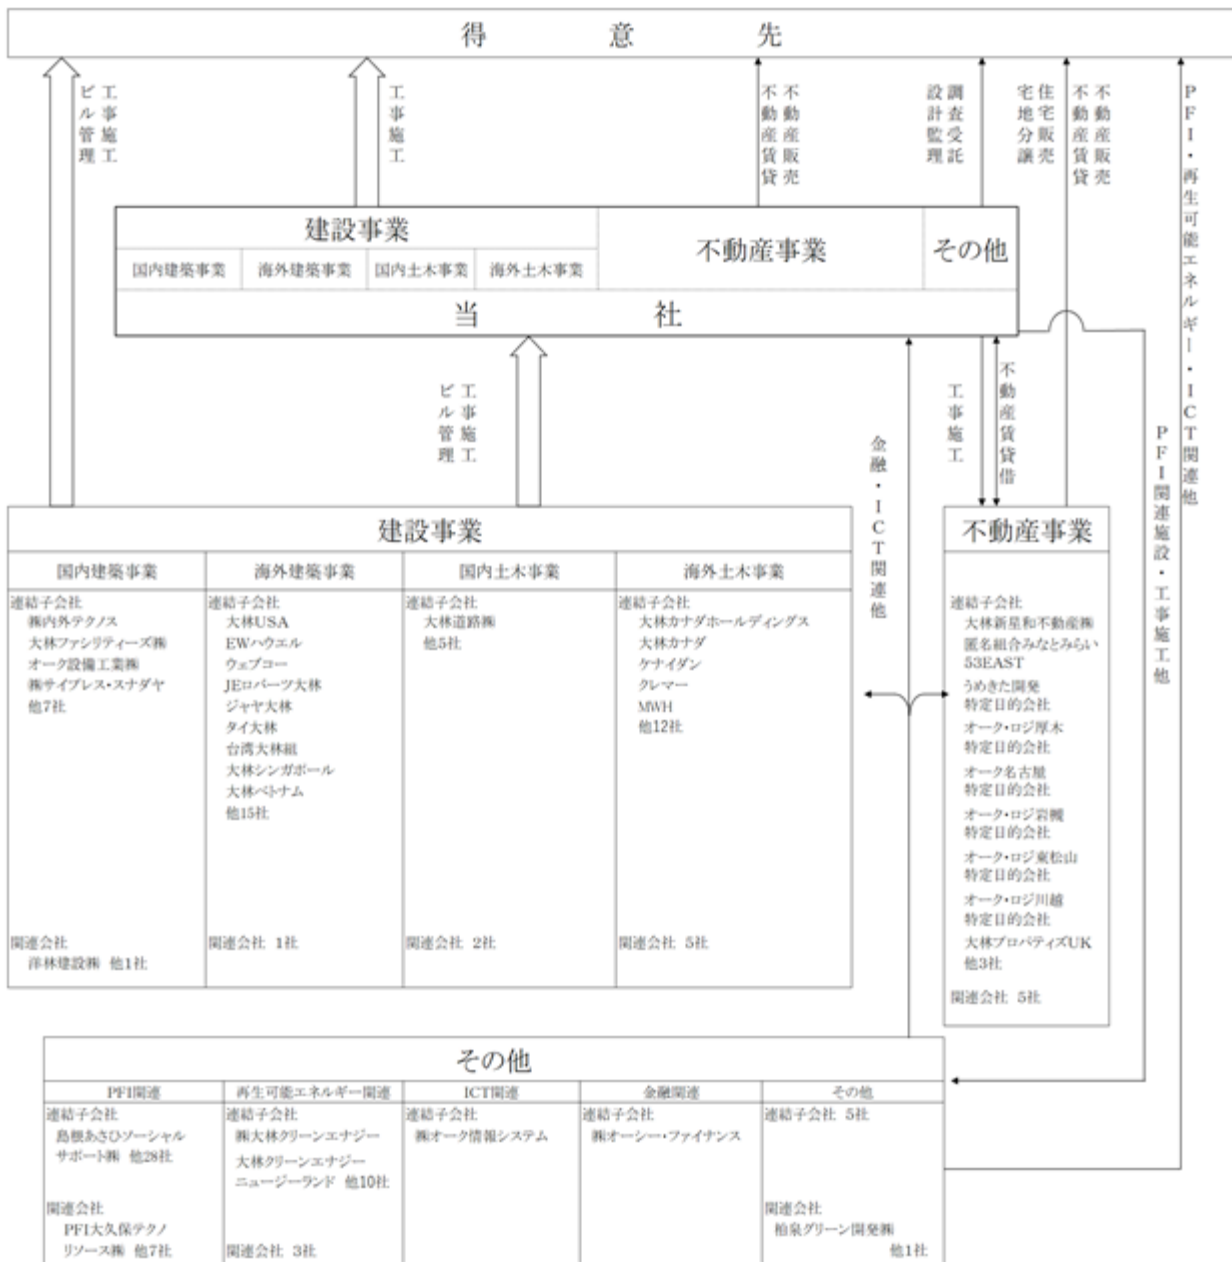 得意先
工事施工
ビル管理
工事施工
不動産販売
不動産賃貸
調査受託
設計監理
不動産販売
不動産賃貸
住宅販売
宅地分譲
PFI・再生可能エネルギー・ICT関連他
建設事業
国内建築事業
海外建築事業
国内土木事業
海外土木事業
不動産事業
その他
当社
工事施工
ビル管理
金融・ICT関連他
工事施工
不動産賃貸借
PFI関連施設・工事施工他
建設事業
国内建築事業
連結子会社
㈱内外テクノス
大林ファシリティーズ㈱
オーク設備工業㈱
㈱サイプレス・スナダヤ
他7社
関連会社
洋林建設㈱ 他1社
海外建築事業
連結子会社
大林USA
EWハウエル
ウェブコー
JEロバーツ大林
ジャヤ大林
タイ大林
台湾大林組
大林シンガポール
大林ベトナム
他15社
関連会社 1社
国内土木事業
連結子会社
大林道路㈱
他5社
関連会社 2社
海外土木事業
連結子会社
大林カナダホールディングス
大林カナダ
ケナイダン
クレマー
MWH
他12社
関連会社 5社
不動産事業
連結子会社
大林新星和不動産㈱
匿名組合みなとみらい
53EAST
うめきた開発
特定目的会社
オーク・ロジ厚木
特定目的会社
オーク名古屋
特定目的会社
オーク・ロジ岩槻
特定目的会社
オーク・ロジ東松山
特定目的会社
オーク・ロジ川越
特定目的会社
大林プロパティズUK
他3社
関連会社 5社
その他
PFI関連
連結子会社
島根あさひソーシャル
サポート㈱ 他28社
関連会社
PFI大久保テクノ
リソース㈱ 他7社
再生可能エネルギー関連
連結子会社
㈱大林クリーンエナジー
大林クリーンエナジー
ニュージーランド 他10社
関連会社 3社
ICT関連
連結子会社
㈱オーク情報システム
金融関連
連結子会社
㈱オーシー・ファイナンス
その他
連結子会社 5社
関連会社
柏泉グリーン開発㈱
他1社